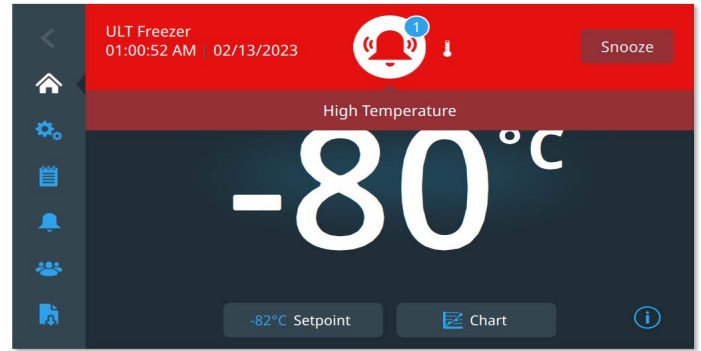 ULT Freezer
01:00:52 AM | 02/13/2023
1
Snooze
High Temperature
-80°C
-82°C Setpoint
Chart